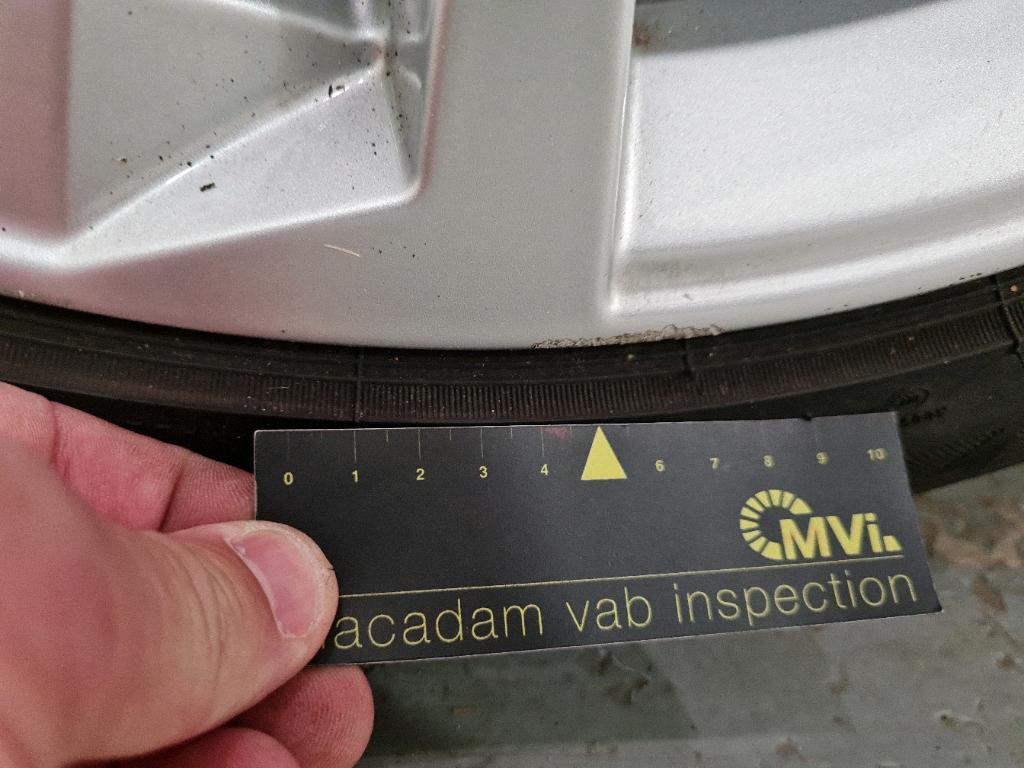 0 1 2 3 4 6 7 8 9 10
MVi.
acadam vab inspection